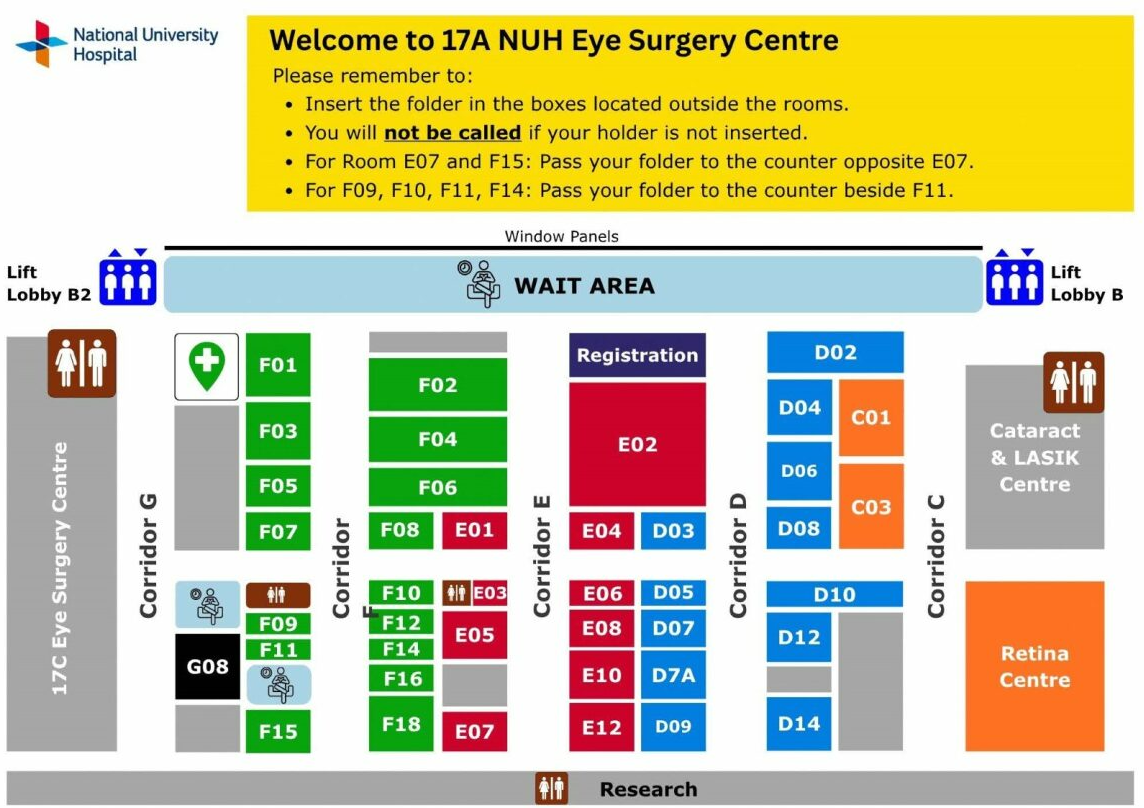 National University
Hospital
Welcome to 17A NUH Eye Surgery Centre
Please remember to:
• Insert the folder in the boxes located outside the rooms.
• You will not be called if your holder is not inserted.
• For Room E07 and F15: Pass your folder to the counter opposite E07.
• For F09, F10, F11, F14: Pass your folder to the counter beside F11.
Window Panels
Lift
Lobby B2
WAIT AREA
Lift
Lobby B
17C Eye Surgery Centre
Corridor G
F01
F03
F05
F07
F09
F11
G08
F15
Corridor
F
F02
F04
F06
F08
E01
F10
E03
F12
E05
F14
F16
F18
E07
Corridor E
Registration
E02
E04
D03
E06
D05
E08
D07
E10
D7A
E12
D09
Corridor D
D02
D04
C01
D06
C03
D08
D10
D12
D14
Corridor C
Cataract
& LASIK
Centre
Retina
Centre
Research